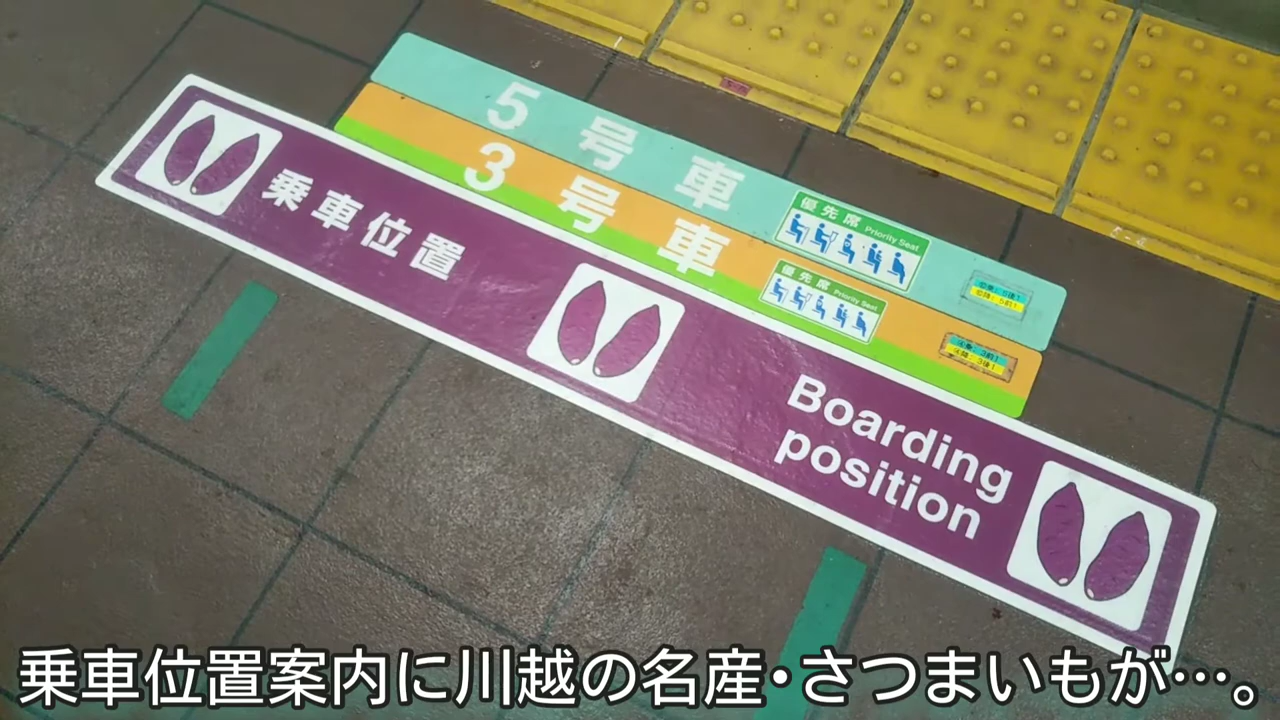 5号車
優先席 Priority Seat
3号車
優先席 Priority Seat
乗車位置
Boarding
position
乗車位置案内に川越の名産・さつまいもが…。